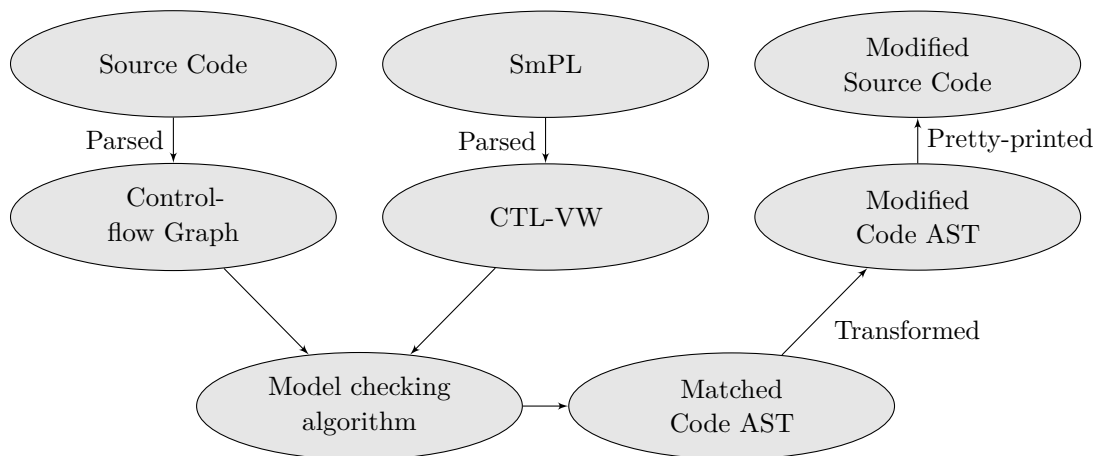 Source Code
SmPL
Modified
Source Code
Parsed
Parsed
Pretty-printed
Control-
flow Graph
CTL-VW
Modified
Code AST
Transformed
Model checking
algorithm
Matched
Code AST